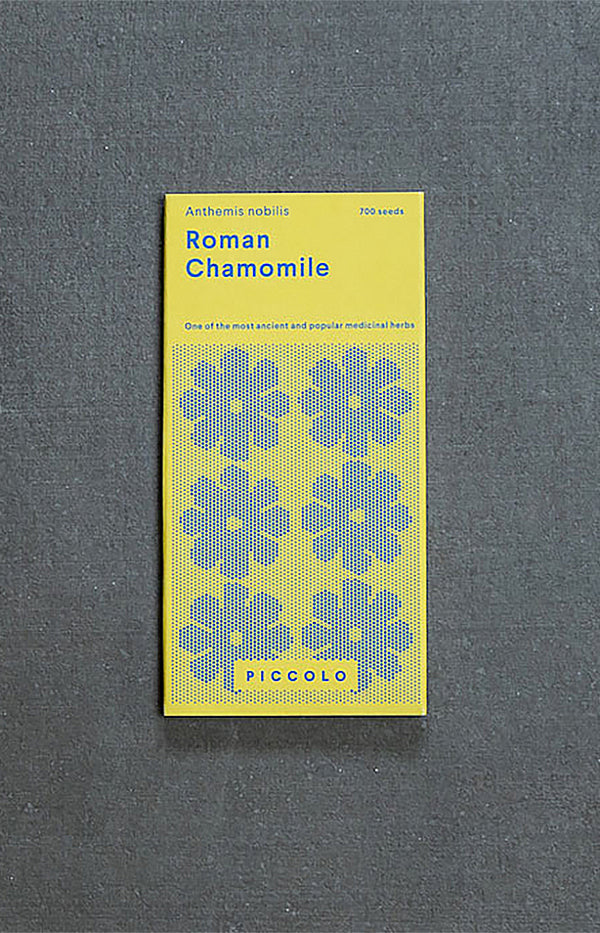 Anthemis nobilis 700 seeds
Roman
Chamomile
One of the most ancient and popular medicinal herbs
PICCOLO